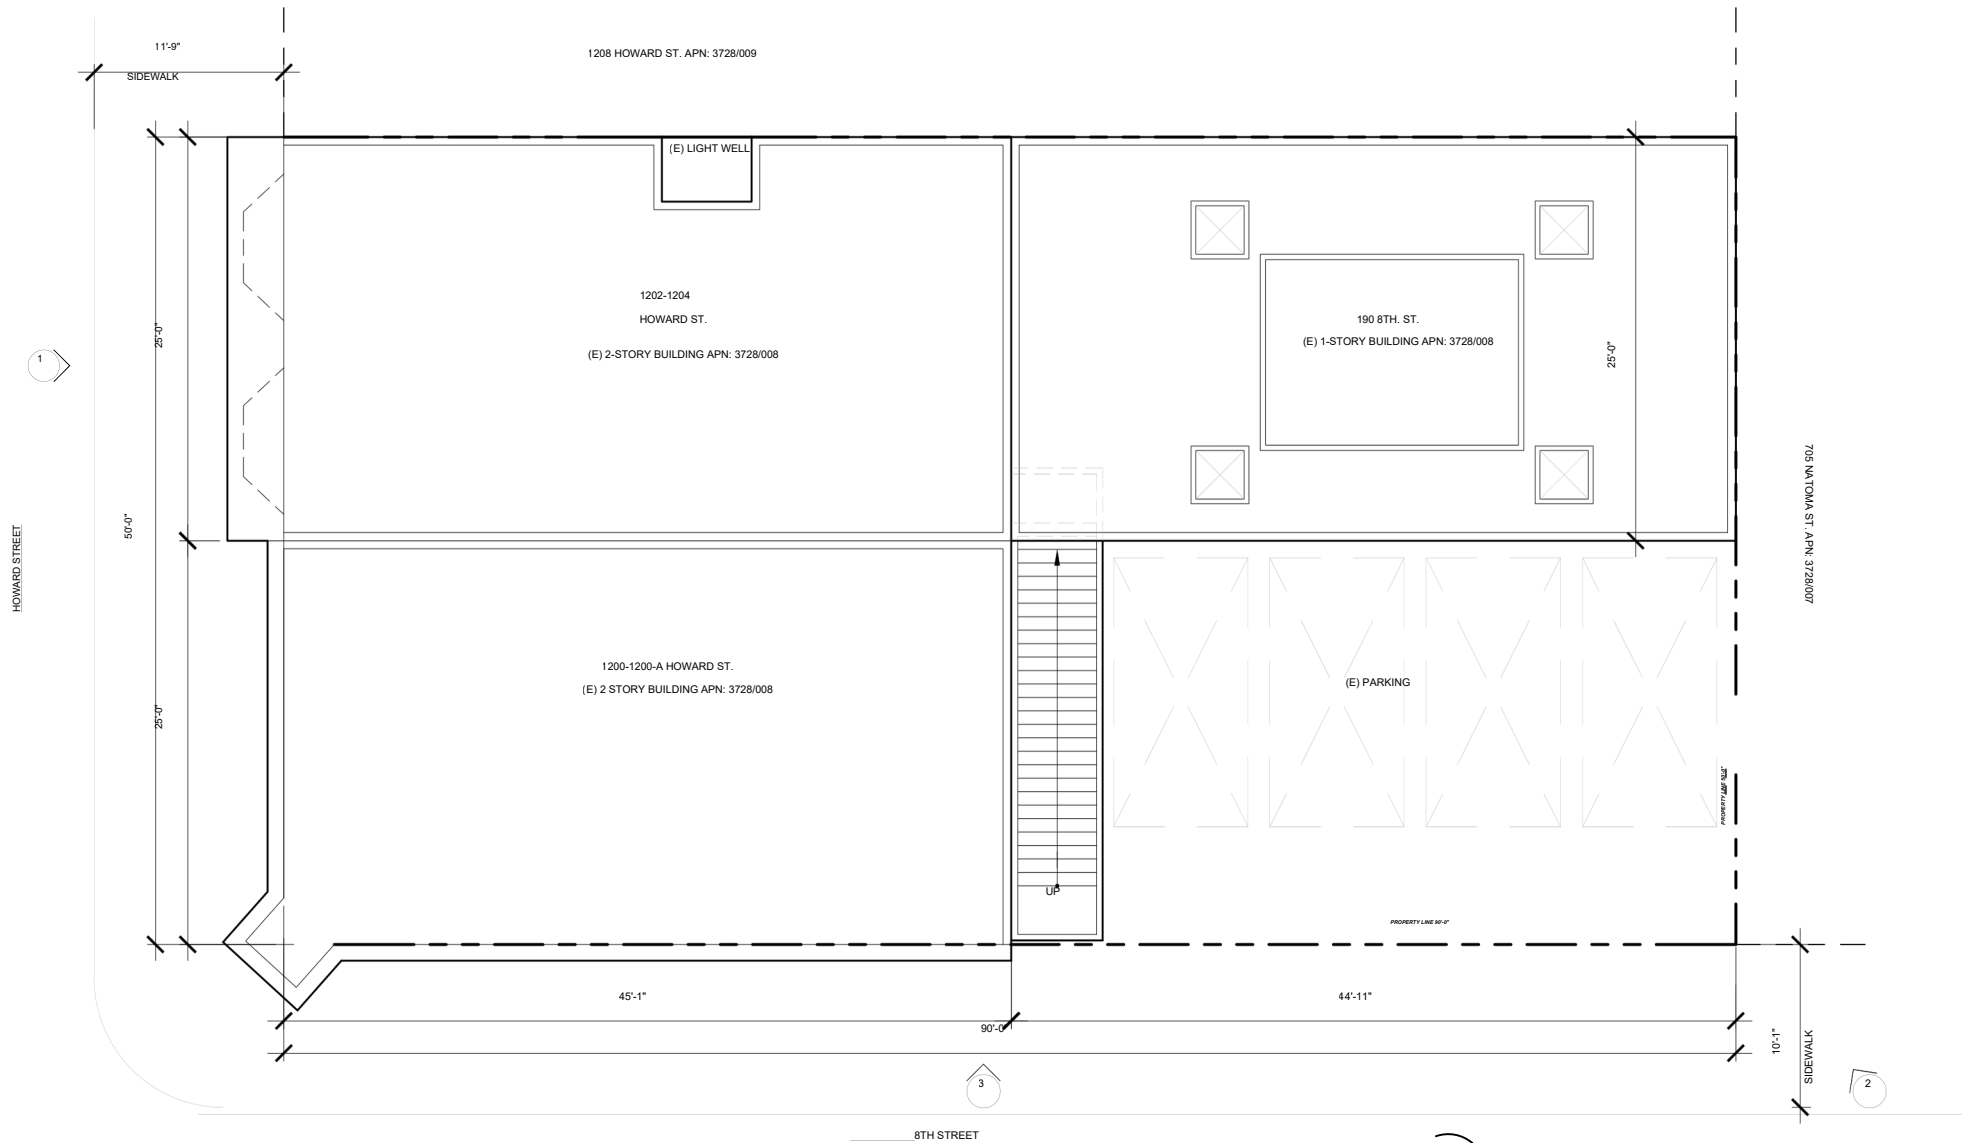 11'-9"
SIDEWALK
1208 HOWARD ST. APN: 3728/009
(E) LIGHT WELL
1202-1204
HOWARD ST.
(E) 2-STORY BUILDING APN: 3728/008
190 8TH. ST.
(E) 1-STORY BUILDING APN: 3728/008
25'-0"
25'-0"
1
50'-0"
HOWARD STREET
705 NATOMA ST. APN: 3728/007
1200-1200-A HOWARD ST.
(E) 2 STORY BUILDING APN: 3728/008
(E) PARKING
25'-0"
PROPERTY LINE 50'-0"
UP
PROPERTY LINE 90'-0"
45'-1"
44'-11"
90'-0"
10'-1"
SIDEWALK
3
2
8TH STREET